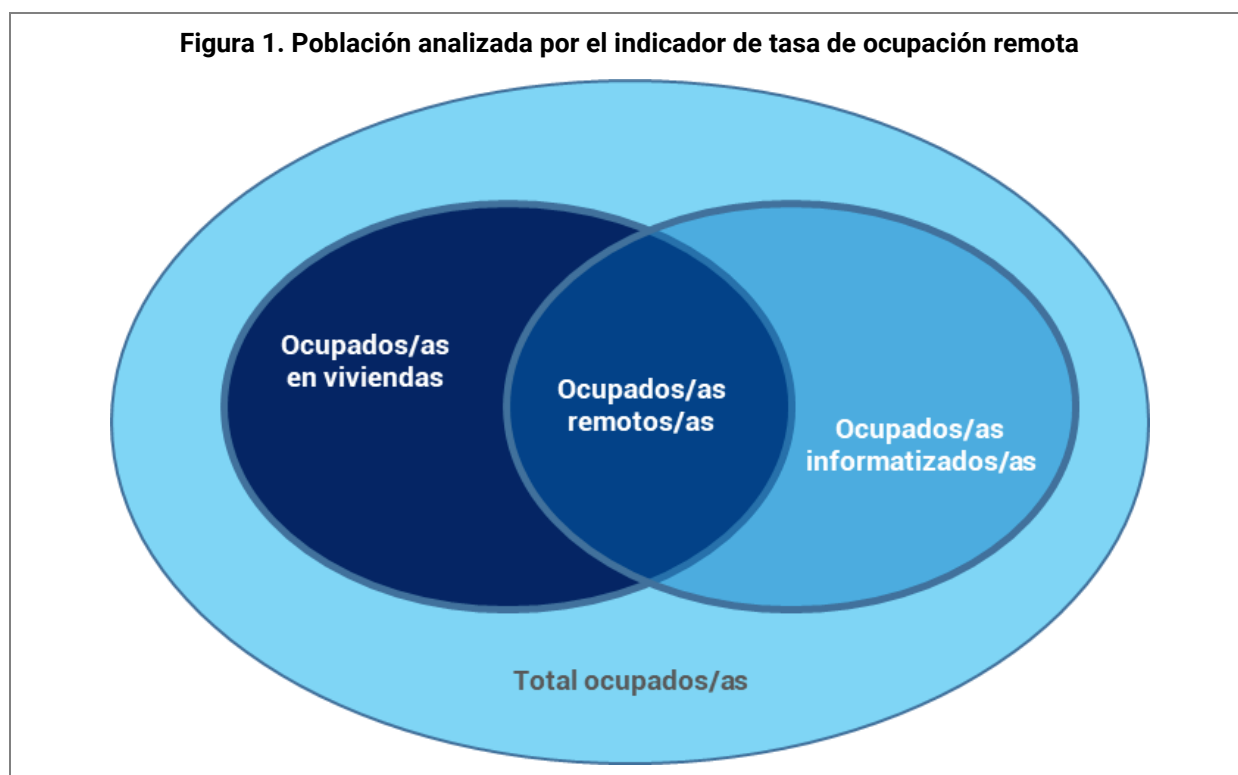 Figura 1. Población analizada por el indicador de tasa de ocupación remota
Ocupados/as
en viviendas
Ocupados/as
remotos/as
Ocupados/as
informatizados/as
Total ocupados/as